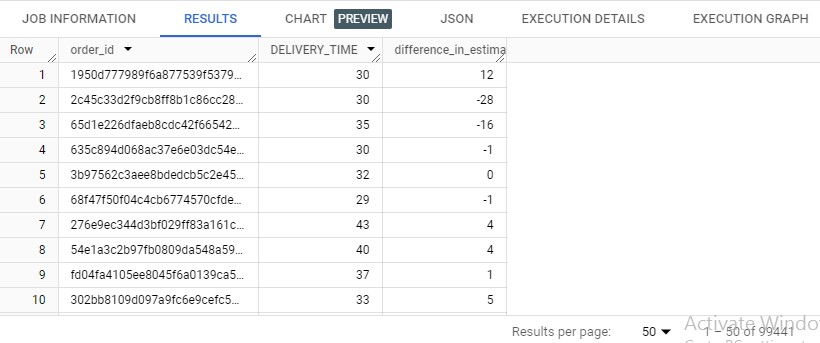 JOB INFORMATION RESULTS CHART PREVIEW JSON EXECUTION DETAILS EXECUTION GRAPH
Row order_id DELIVERY_TIME difference_in_estima
1 1950d777989f6a877539f5379... 30 12
2 2c45c33d2f9cb8ff8b1c86cc28... 30 -28
3 65d1e226dfaeb8cdc42f66542... 35 -16
4 635c894d068ac37e6e03dc54e... 30 -1
5 3b97562c3aee8bdedcb5c2e45... 32 0
6 68f47f50f04c4cb6774570cfde... 29 -1
7 276e9ec344d3bf029ff83a161c... 43 4
8 54e1a3c2b97fb0809da548a59... 40 4
9 fd04fa4105ee8045f6a0139ca5... 37 1
10 302bb8109d097a9fc6e9cefc5... 33 5
Activate Windo
Results per page: 50 1 – 50 of 99441